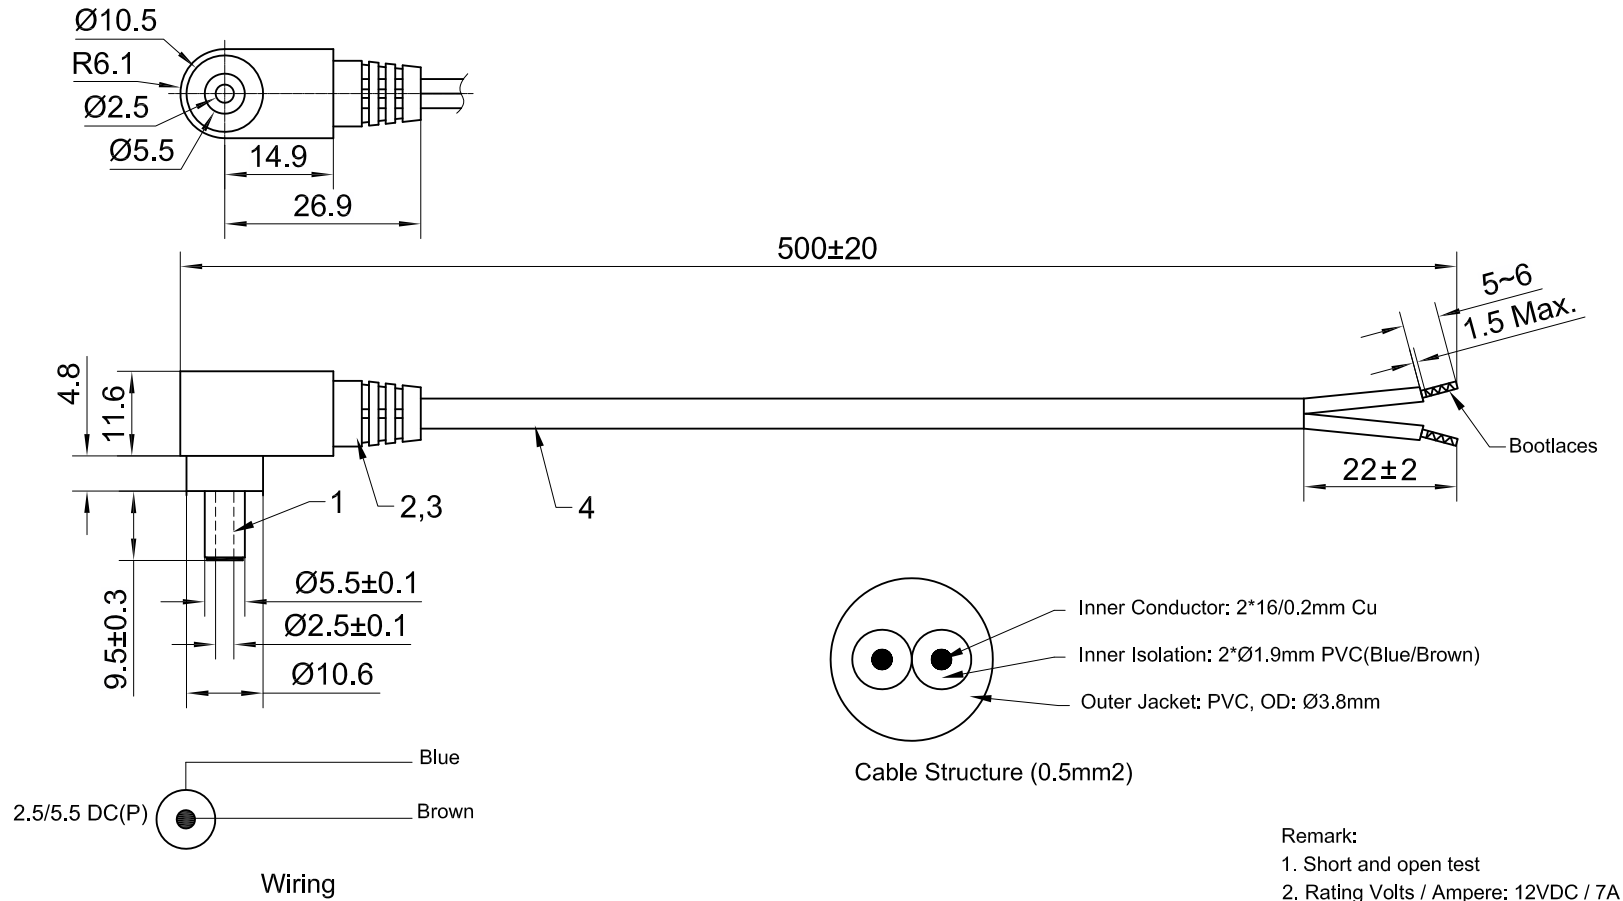 Ø10.5
R6.1
Ø2.5
Ø5.5
14.9
26.9
500±20
5~6
1.5 Max.
4.8
11.6
Bootlaces
22±2
1
2,3
4
9.5±0.3
Ø5.5±0.1
Ø2.5±0.1
Ø10.6
Inner Conductor: 2*16/0.2mm Cu
Inner Isolation: 2*Ø1.9mm PVC(Blue/Brown)
Outer Jacket: PVC, OD: Ø3.8mm
Cable Structure (0.5mm2)
Blue
2.5/5.5 DC(P)
Brown
Wiring
Remark:
1. Short and open test
2. Rating Volts / Ampere: 12VDC / 7A